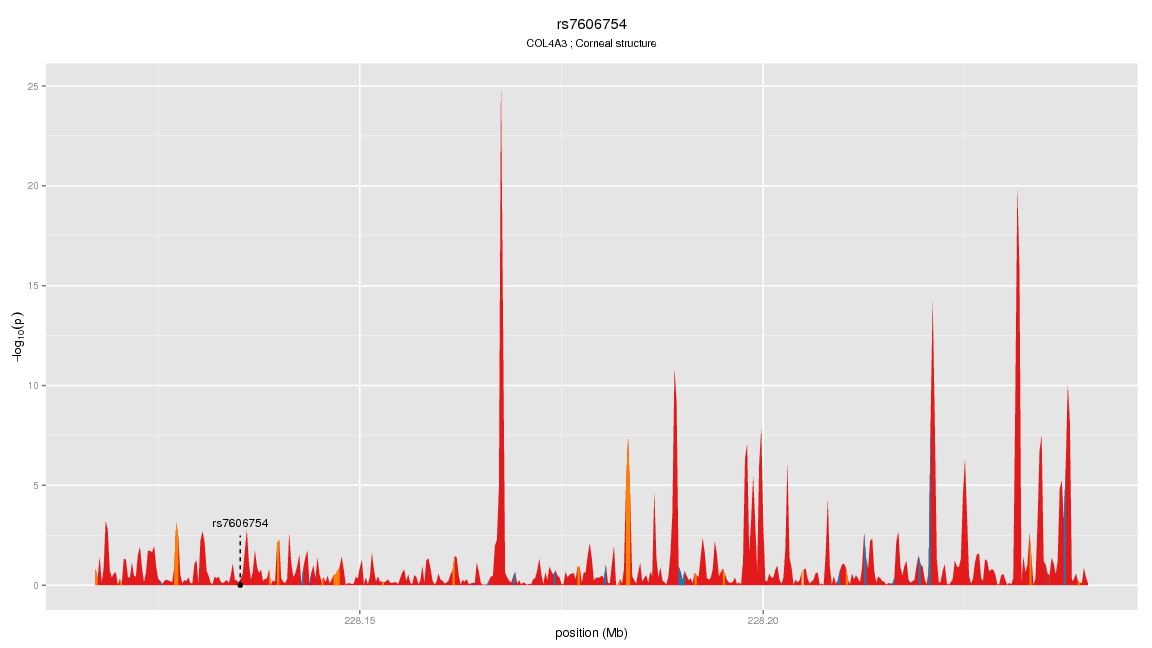 rs7606754
COL4A3 ; Corneal structure
25
20
15
10
5
0
−log10(p)
rs7606754
228.15
228.20
position (Mb)